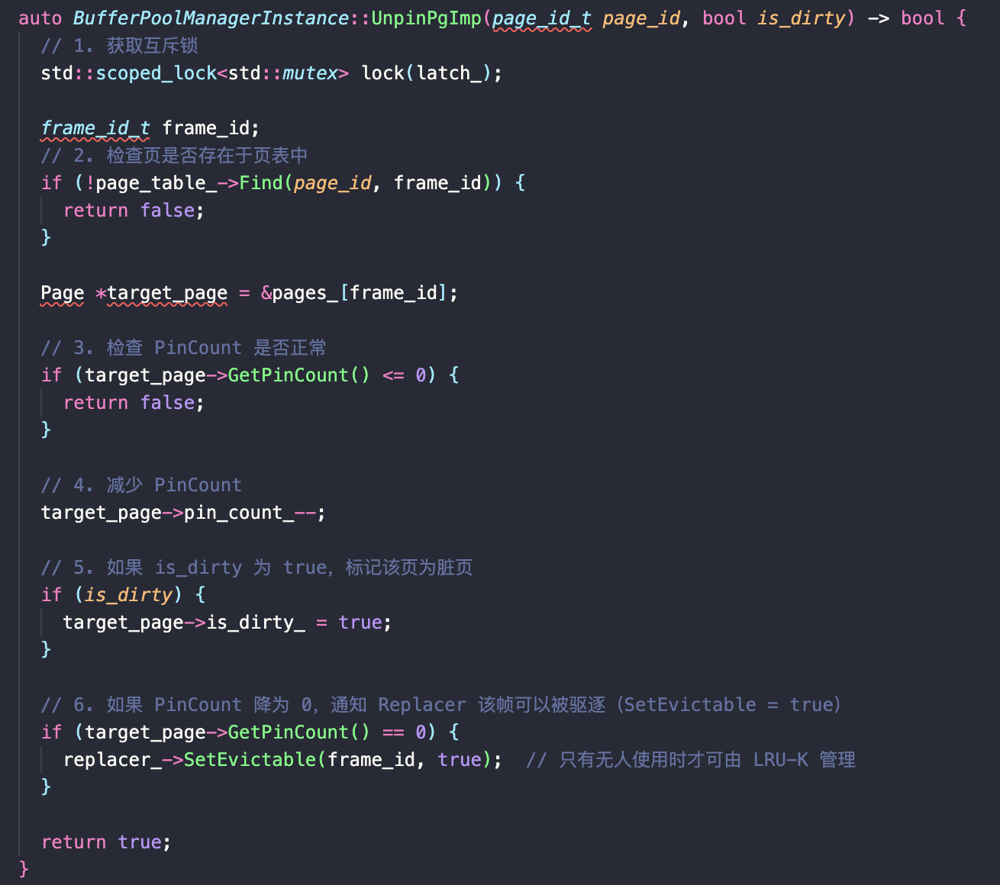 auto BufferPoolManagerInstance::UnpinPgImp(page_id_t page_id, bool is_dirty) -> bool {
// 1. 获取互斥锁
std::scoped_lock<std::mutex> lock(latch_);
frame_id_t frame_id;
// 2. 检查页是否存在于页表中
if (!page_table_->Find(page_id, frame_id)) {
return false;
}
Page *target_page = &pages_[frame_id];
// 3. 检查 PinCount 是否正常
if (target_page->GetPinCount() <= 0) {
return false;
}
// 4. 减少 PinCount
target_page->pin_count_--;
// 5. 如果 is_dirty 为 true，标记该页为脏页
if (is_dirty) {
target_page->is_dirty_ = true;
}
// 6. 如果 PinCount 降为 0，通知 Replacer 该帧可以被驱逐（SetEvictable = true）
if (target_page->GetPinCount() == 0) {
replacer_->SetEvictable(frame_id, true);  // 只有无人使用时才可由 LRU-K 管理
}
return true;
}